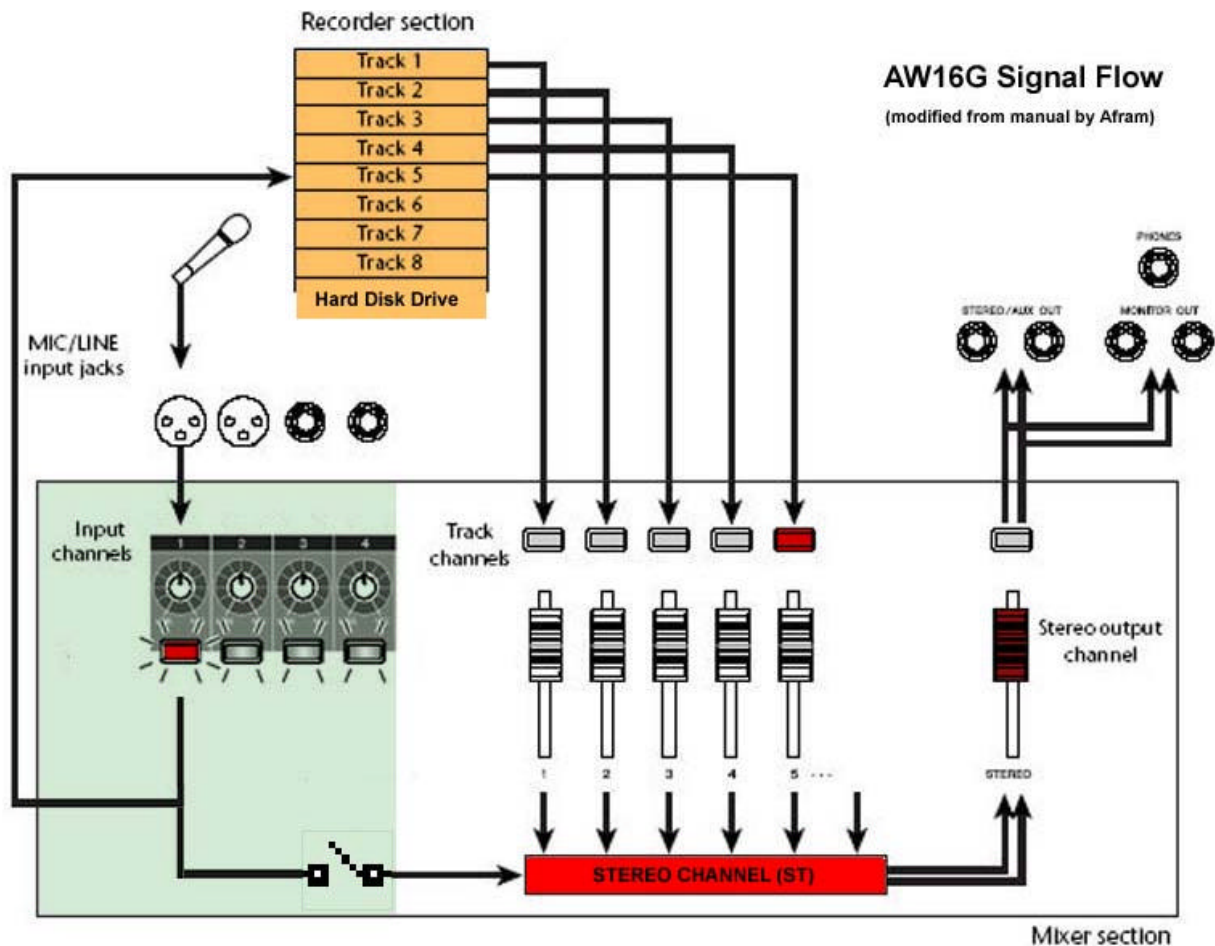 Recorder section
Track 1
Track 2
Track 3
Track 4
Track 5
Track 6
Track 7
Track 8
Hard Disk Drive
AW16G Signal Flow
(modified from manual by Afram)
MIC/LINE
input jacks
PHONES
STEREO/AUX OUT
MONITOR OUT
Input
channels
1 2 3 4
Track
channels
Stereo output
channel
1 2 3 4 5 ...
STEREO
STEREO CHANNEL (ST)
Mixer section